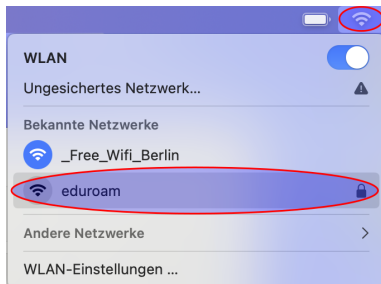 WLAN
Ungesichertes Netzwerk...
Bekannte Netzwerke
_Free_Wifi_Berlin
eduroam
Andere Netzwerke
WLAN-Einstellungen ...